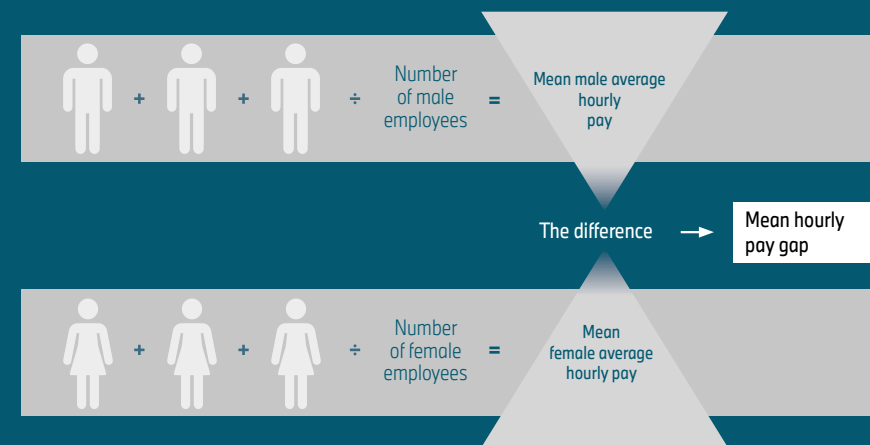 + + ÷ Number
of male
employees
=
Mean male average
hourly
pay
The difference →
Mean hourly
pay gap
+ + ÷ Number
of female
employees
=
Mean
female average
hourly pay